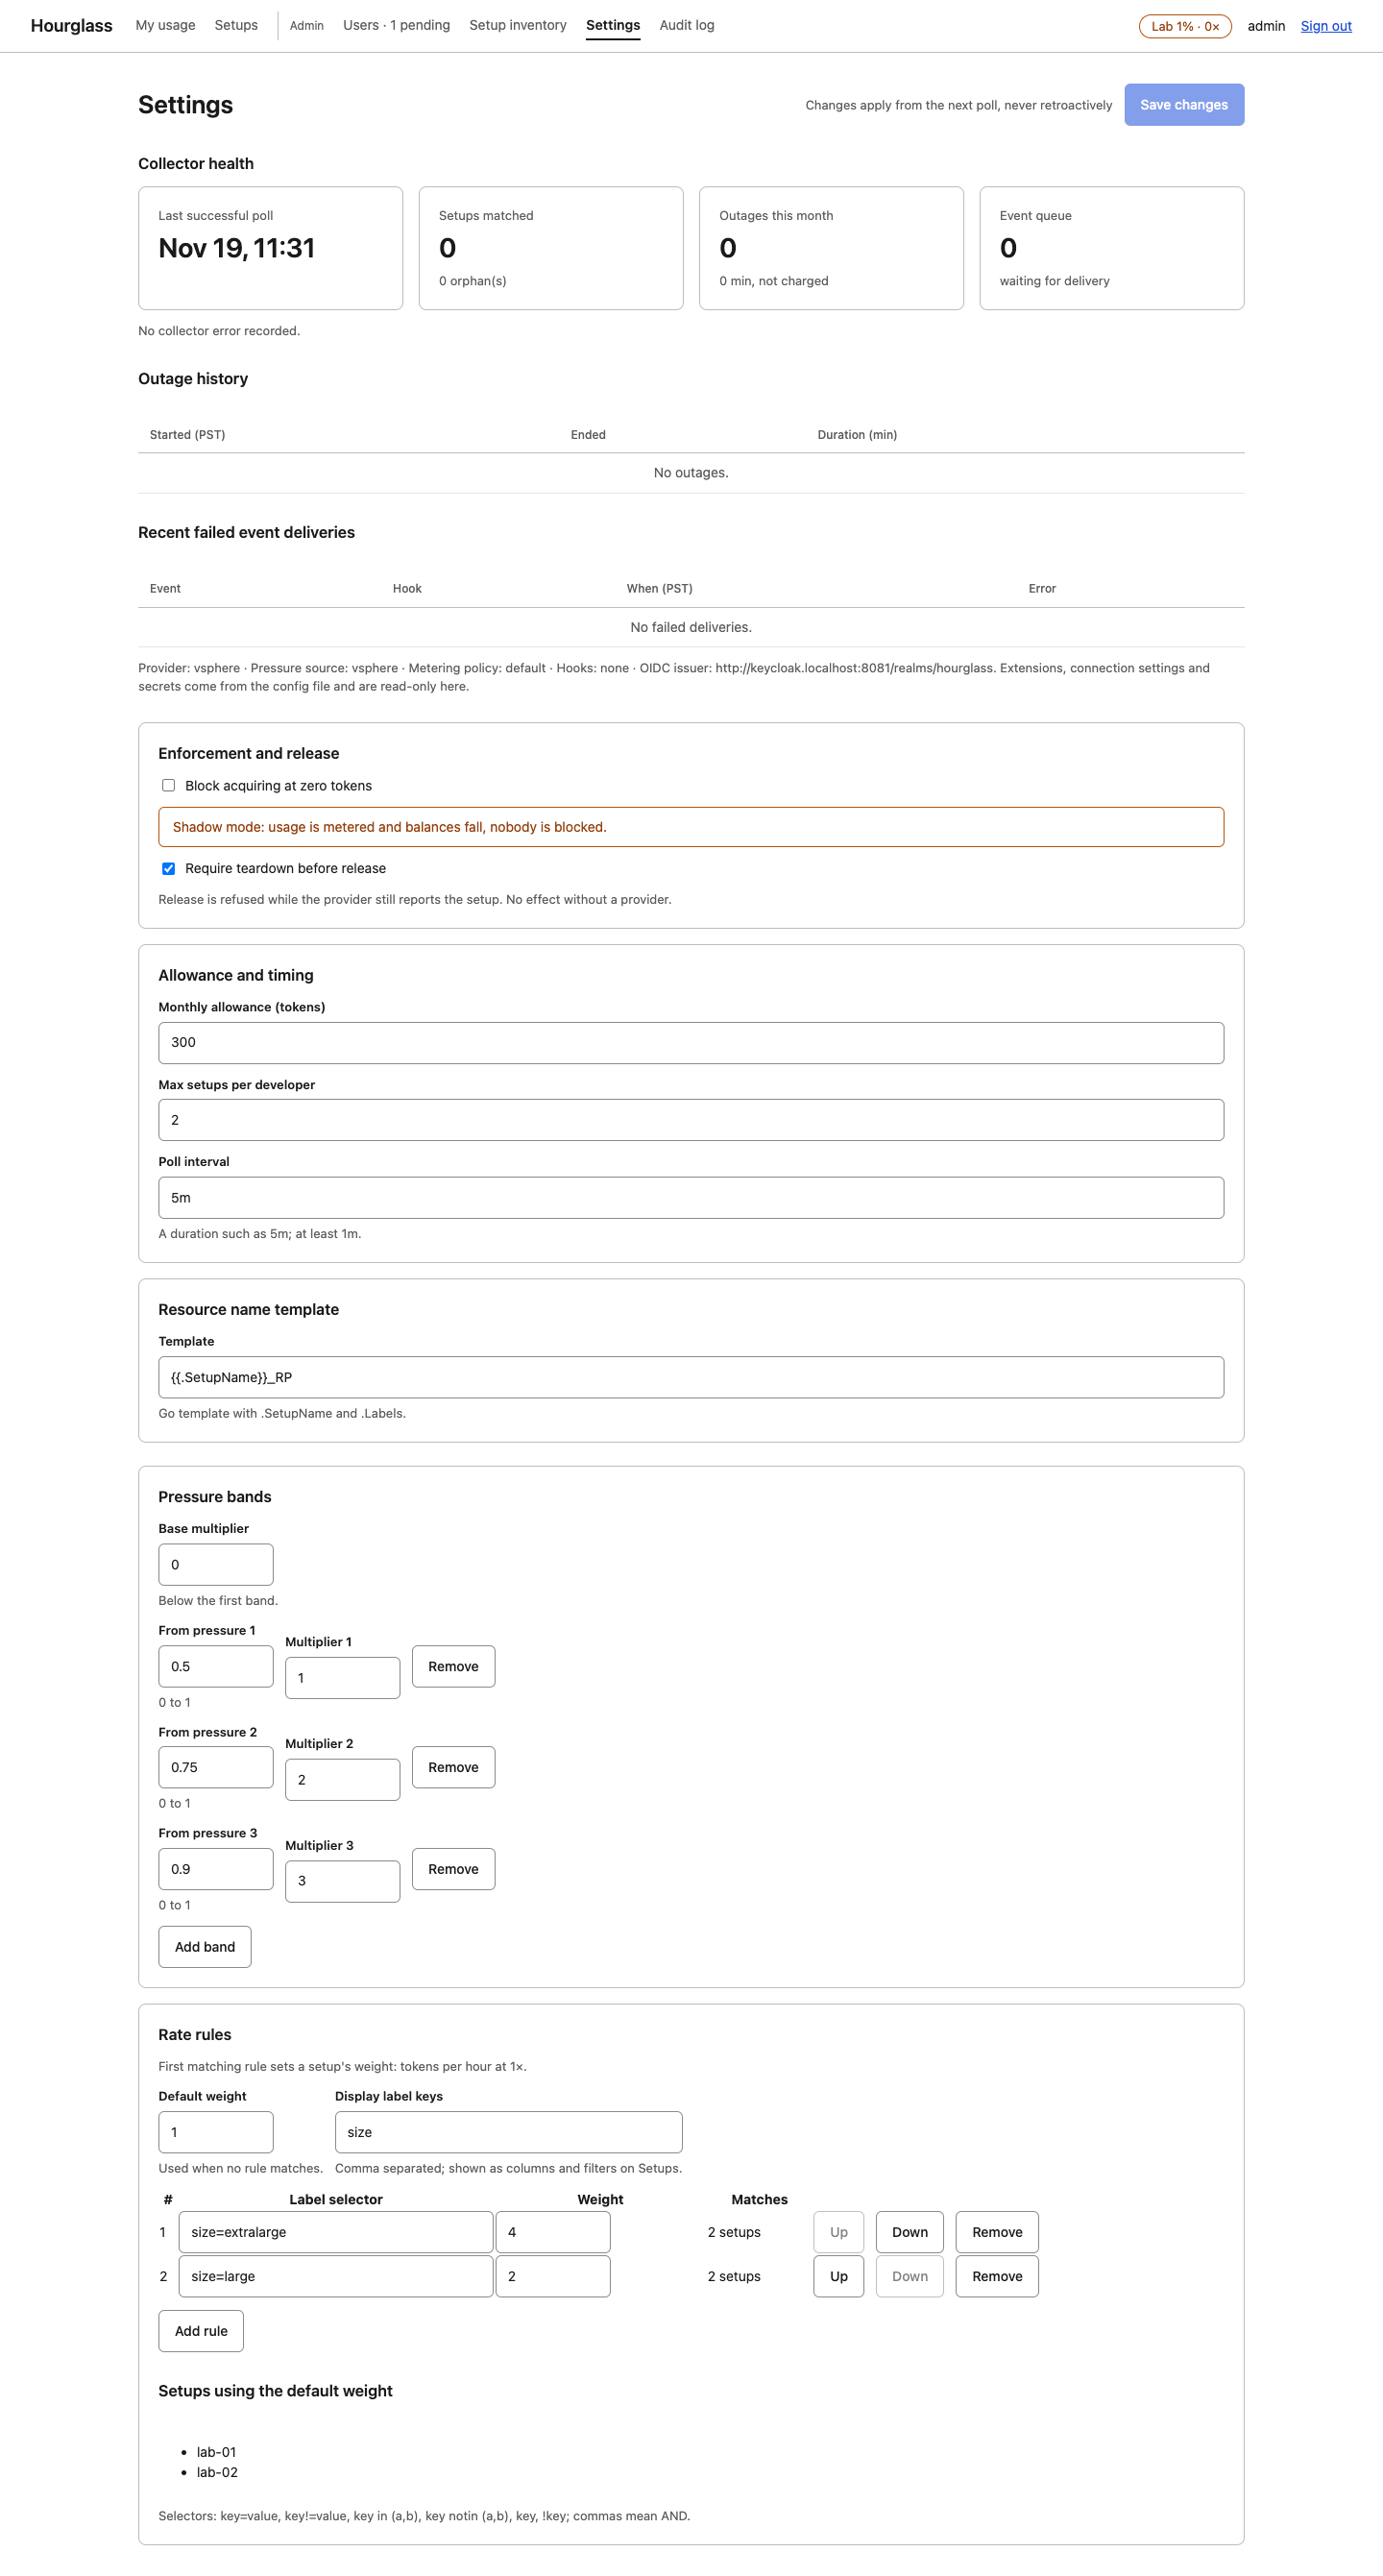 Hourglass My usage Setups Admin Users · 1 pending Setup inventory Settings Audit log Lab 1% · 0× admin Sign out
Settings Changes apply from the next poll, never retroactively Save changes
Collector health
Last successful poll
Nov 19, 11:31
Setups matched
0
0 orphan(s)
Outages this month
0
0 min, not charged
Event queue
0
waiting for delivery
No collector error recorded.
Outage history
Started (PST) Ended Duration (min)
No outages.
Recent failed event deliveries
Event Hook When (PST) Error
No failed deliveries.
Provider: vsphere · Pressure source: vsphere · Metering policy: default · Hooks: none · OIDC issuer: http://keycloak.localhost:8081/realms/hourglass. Extensions, connection settings and
secrets come from the config file and are read-only here.
Enforcement and release
Block acquiring at zero tokens
Shadow mode: usage is metered and balances fall, nobody is blocked.
Require teardown before release
Release is refused while the provider still reports the setup. No effect without a provider.
Allowance and timing
Monthly allowance (tokens)
300
Max setups per developer
2
Poll interval
5m
A duration such as 5m; at least 1m.
Resource name template
Template
{{.SetupName}}_RP
Go template with .SetupName and .Labels.
Pressure bands
Base multiplier
0
Below the first band.
From pressure 1 Multiplier 1
0.5 1 Remove
0 to 1
From pressure 2 Multiplier 2
0.75 2 Remove
0 to 1
From pressure 3 Multiplier 3
0.9 3 Remove
0 to 1
Add band
Rate rules
First matching rule sets a setup's weight: tokens per hour at 1×.
Default weight Display label keys
1 size
Used when no rule matches. Comma separated; shown as columns and filters on Setups.
# Label selector Weight Matches
1 size=extralarge 4 2 setups Up Down Remove
2 size=large 2 2 setups Up Down Remove
Add rule
Setups using the default weight
• lab-01
• lab-02
Selectors: key=value, key!=value, key in (a,b), key notin (a,b), key, !key; commas mean AND.